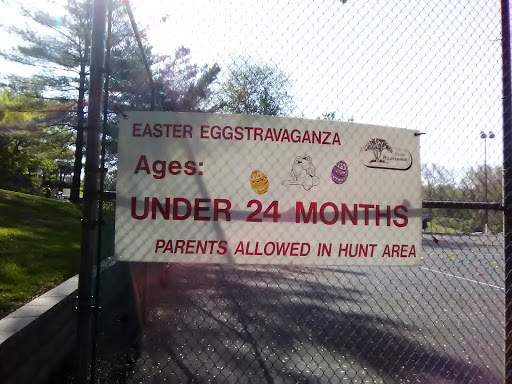 EASTER EGGSTRAVAGANZA
Ages:
UNDER 24 MONTHS
PARENTS ALLOWED IN HUNT AREA